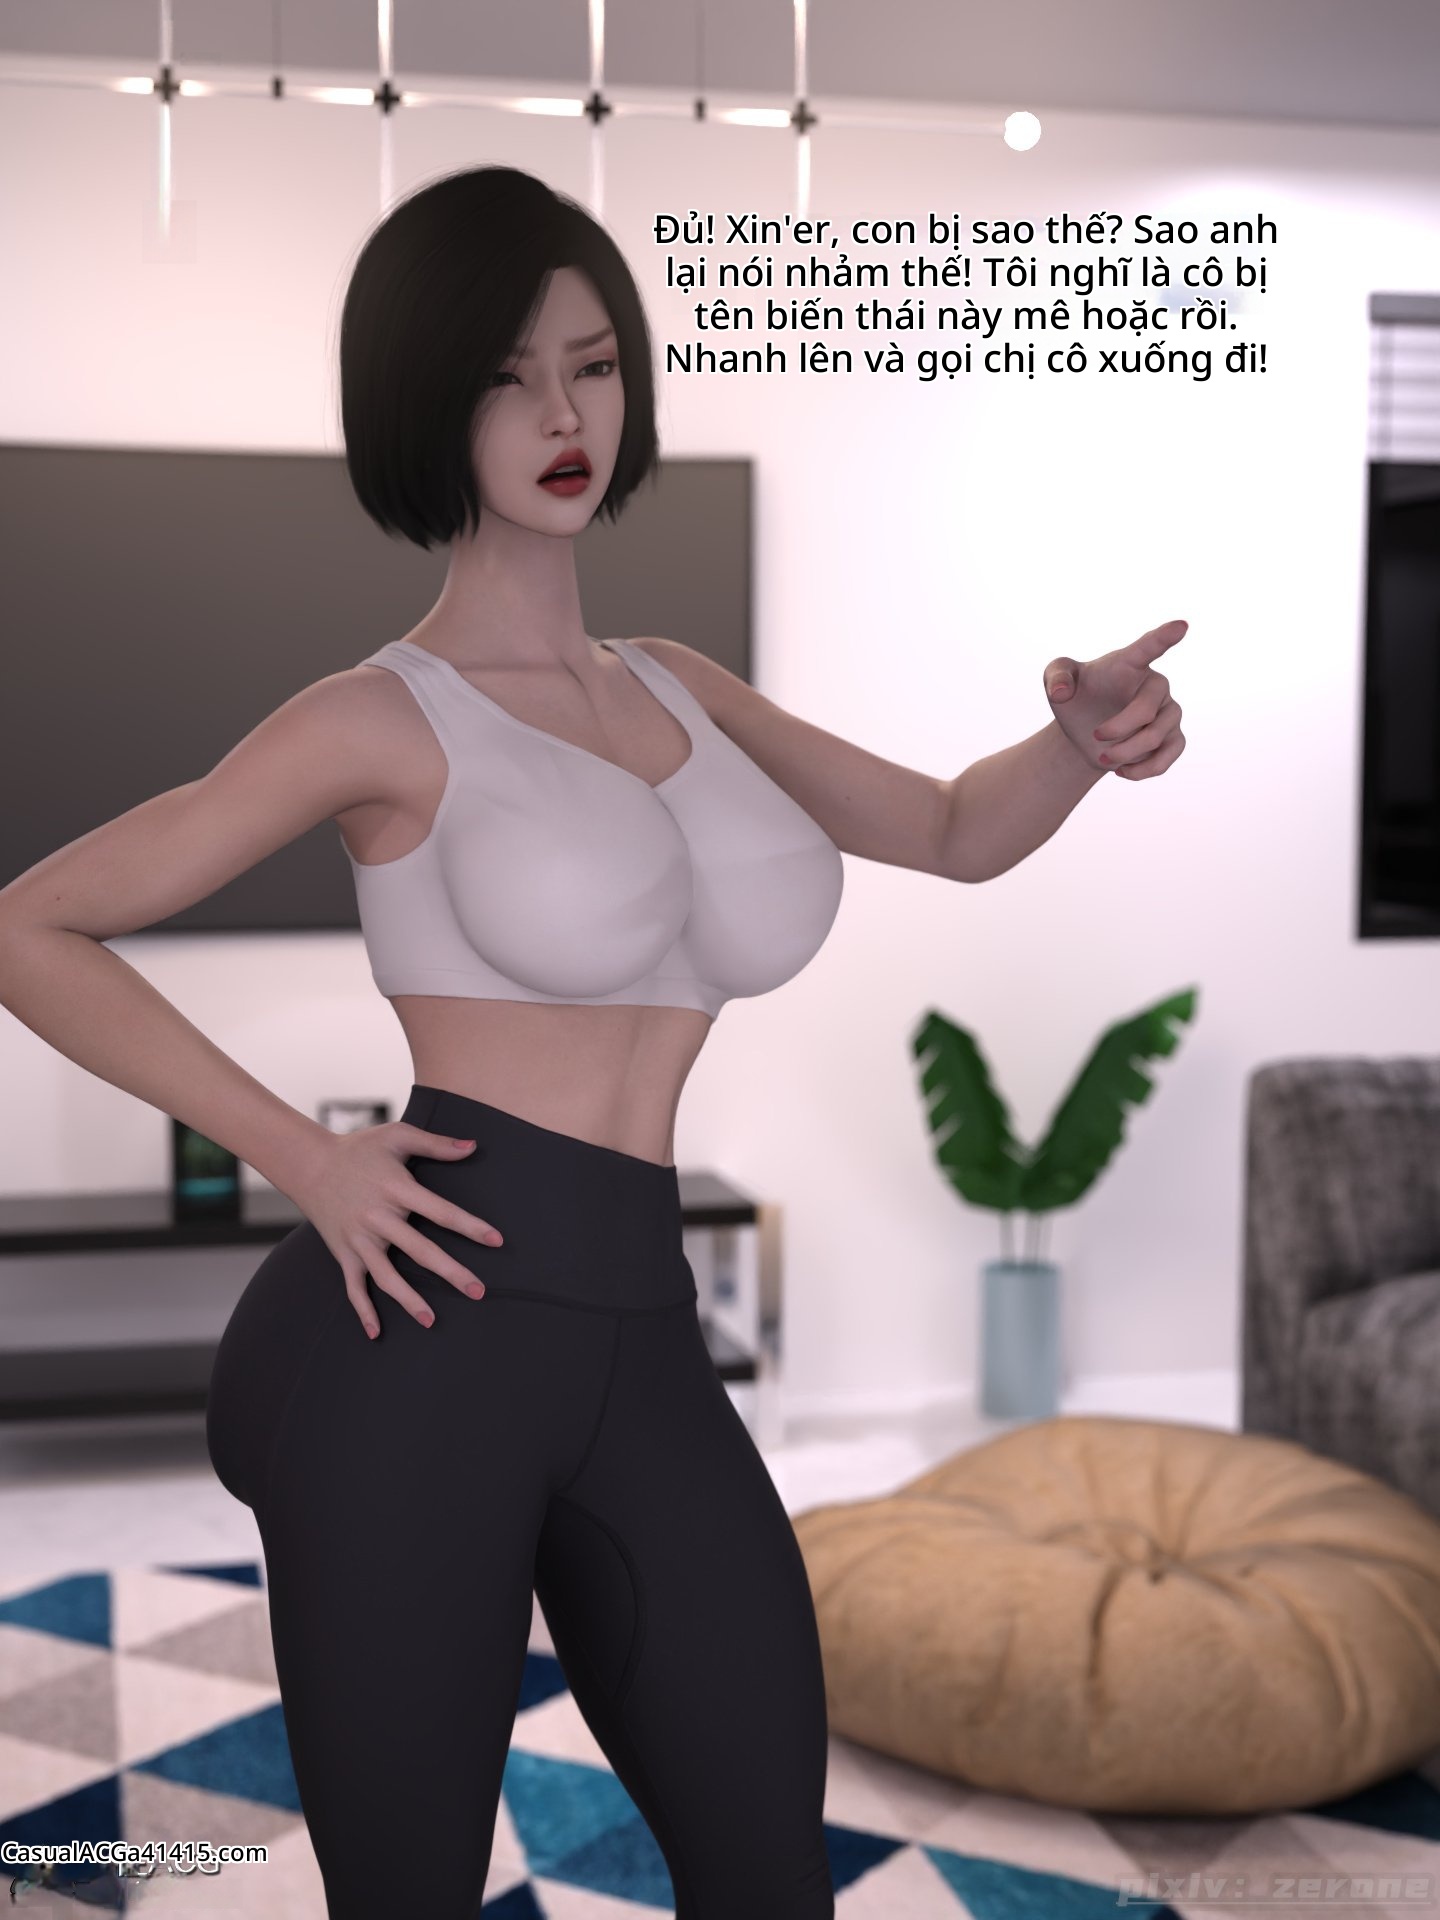 Đủ! Xin'er, con bị sao thế? Sao anh
lại nói nhảm thế! Tôi nghĩ là cô bị
tên biến thái này mê hoặc rồi.
Nhanh lên và gọi chị cô xuống đi!
CasualACGa41415.com
pixiv: zerone